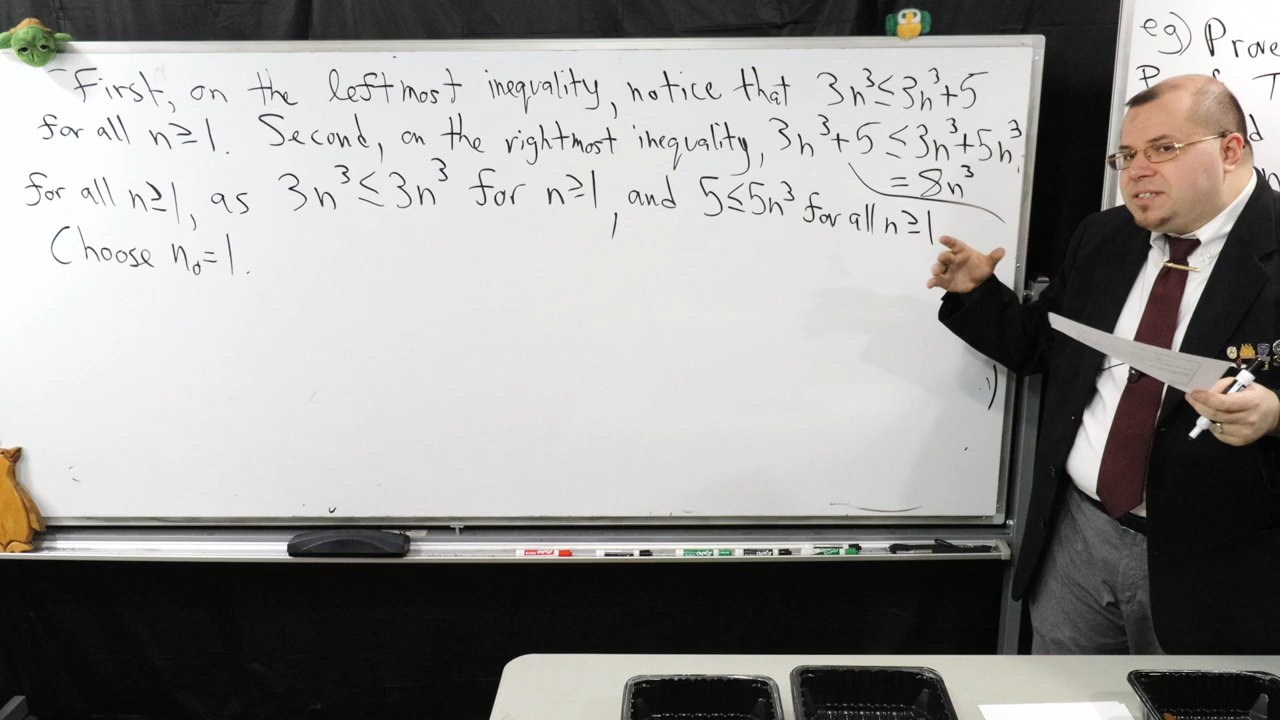 First, on the leftmost inequality, notice that 3n³≤3n³+5
for all n≥1. Second, on the rightmost inequality, 3n³+5≤3n³+5n³,
=8n³
for all n≥1, as 3n³≤3n³ for n≥1, and 5≤5n³ for all n≥1
Choose n₀=1.
eg) Prove